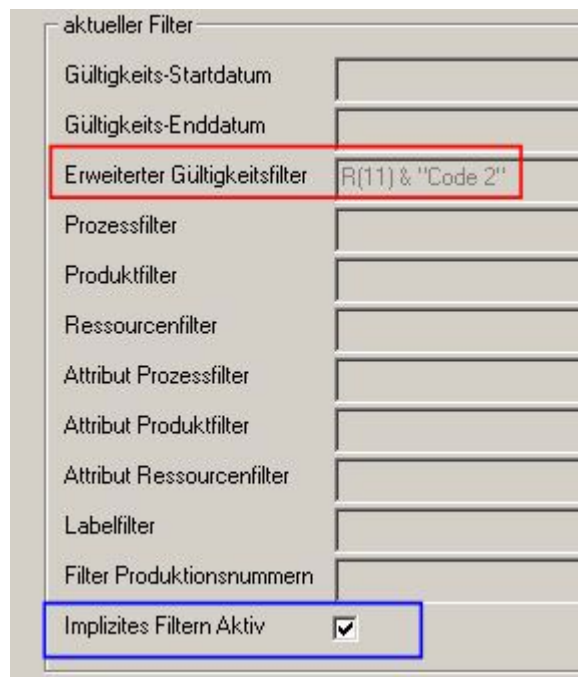 aktueller Filter
Gültigkeits-Startdatum
Gültigkeits-Enddatum
Erweiterter Gültigkeitsfilter R(11) & "Code 2"
Prozessfilter
Produktfilter
Ressourcenfilter
Attribut Prozessfilter
Attribut Produktfilter
Attribut Ressourcenfilter
Labelfilter
Filter Produktionsnummern
Implizites Filtern Aktiv